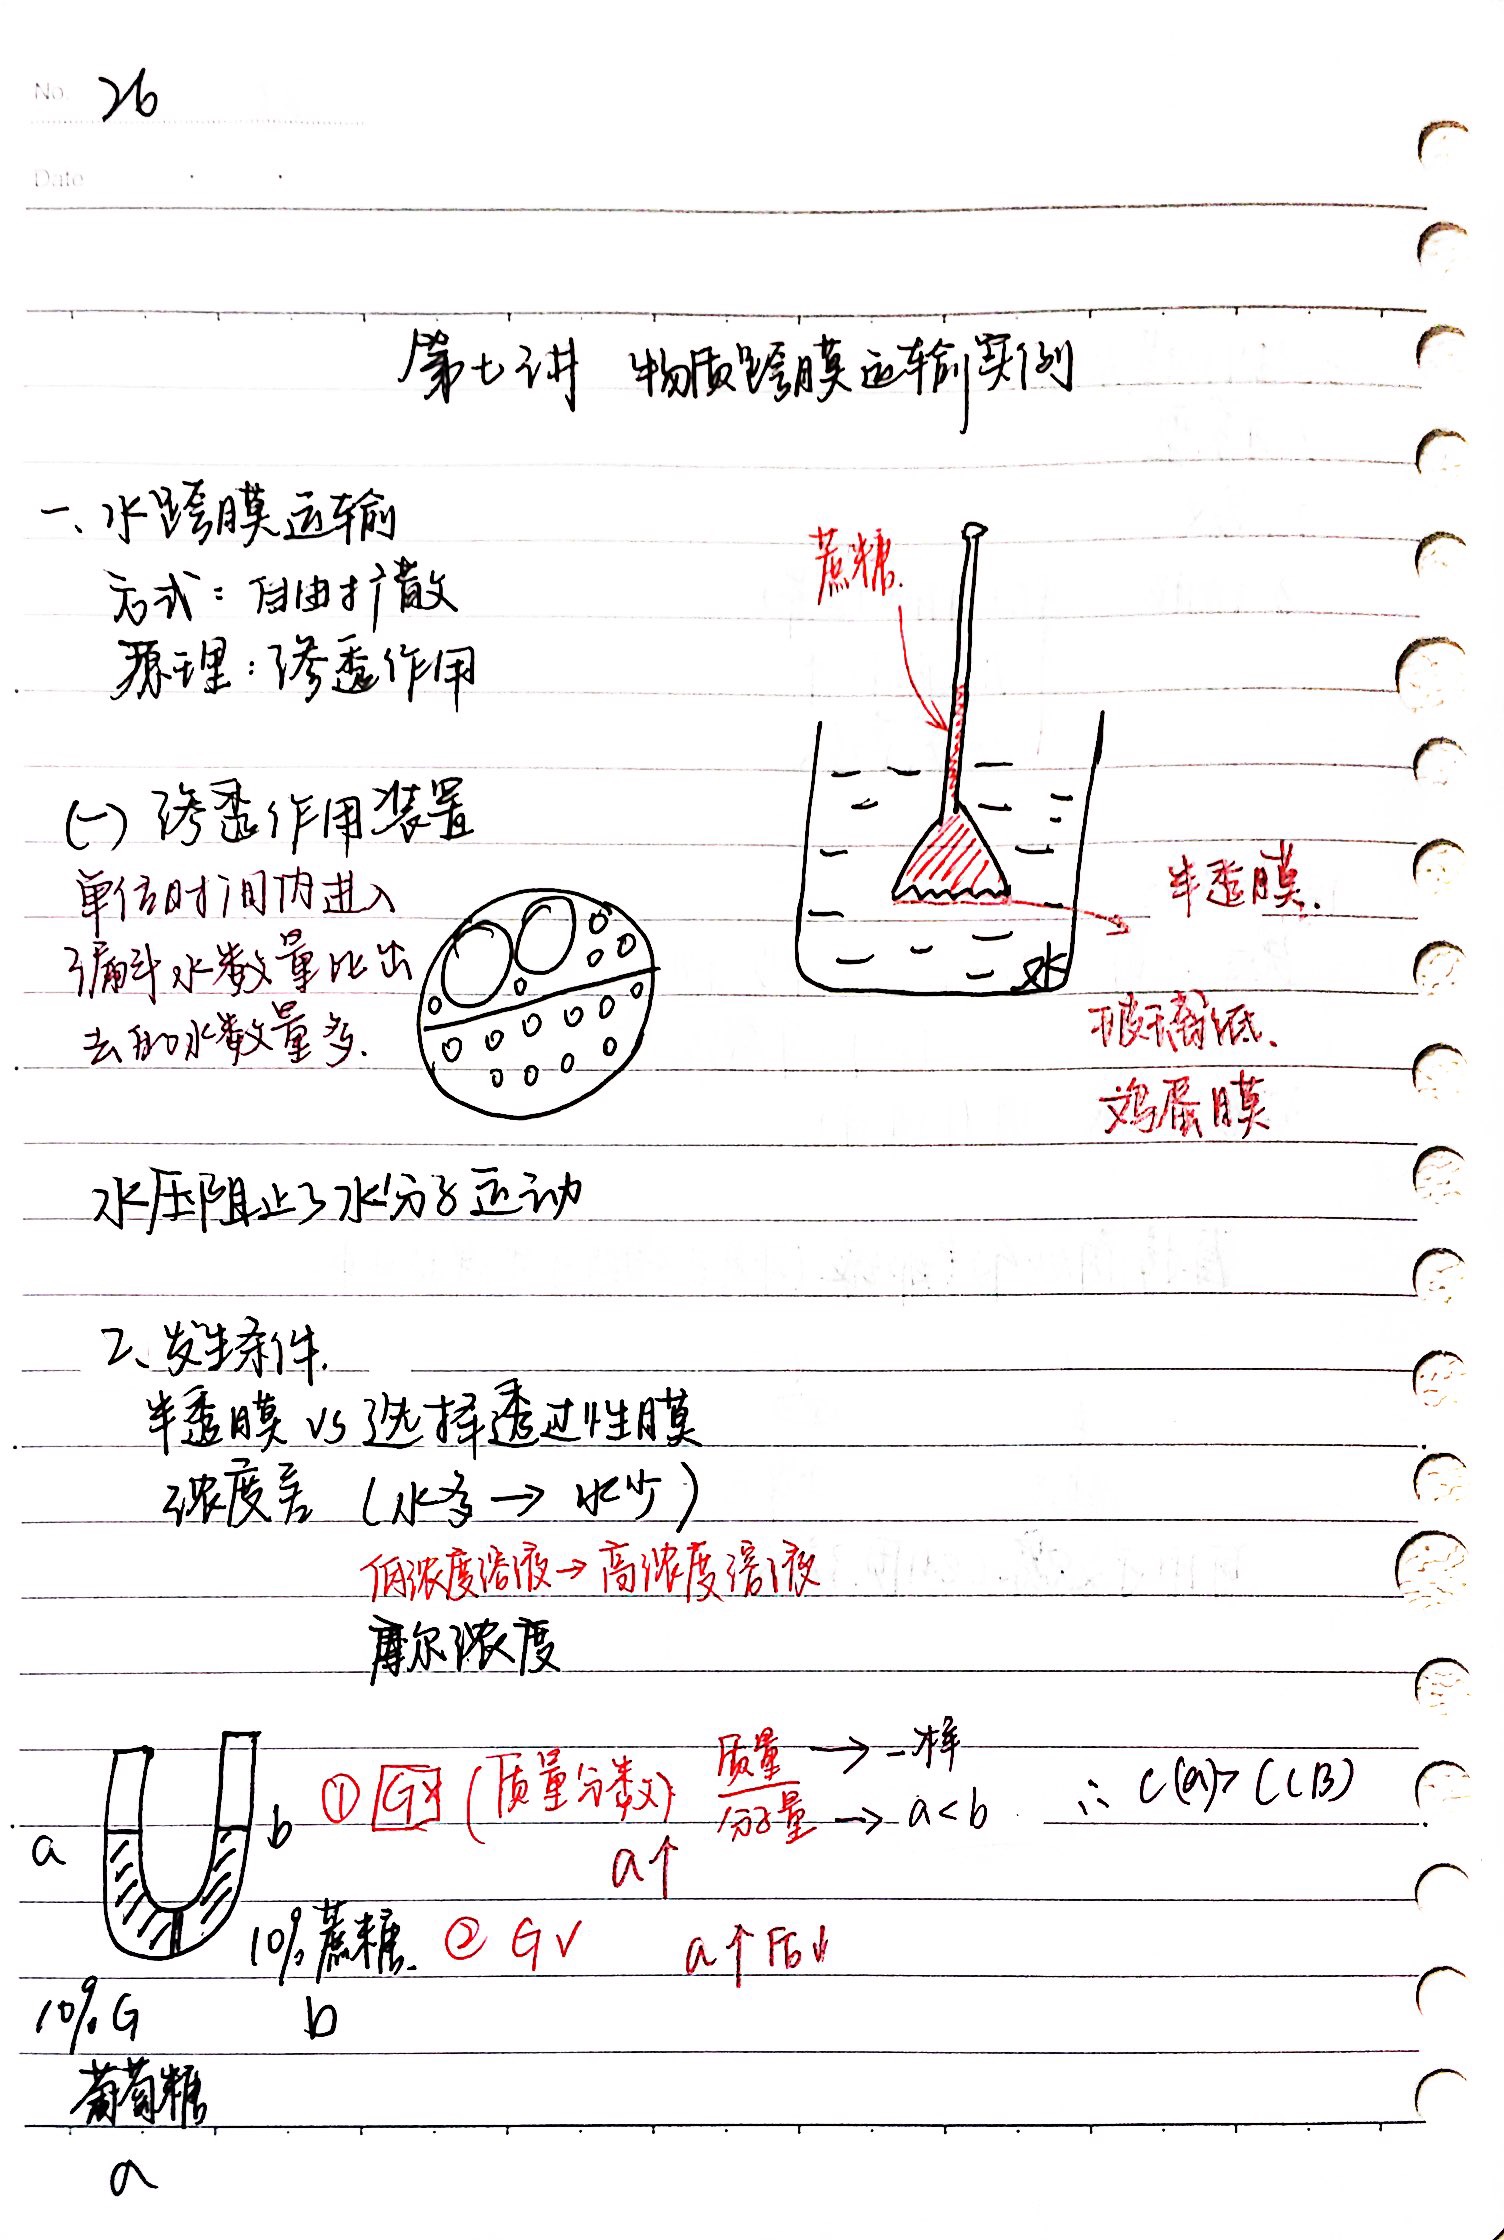 No. 26
Date
第七讲 物质跨膜运输实例
一、水跨膜运输
方式：自由扩散
原理：渗透作用
蔗糖.
(一) 渗透作用装置
单位时间内进入
漏斗水数量比出
去的水数量多.
半透膜.
水
玻璃纸、
鸡蛋膜
水压阻止了水分子运动
2、发生条件.
半透膜 vs 选择透过性膜
浓度差 (水多→水少)
低浓度溶液→高浓度溶液
摩尔浓度
a
b
① G× (质量分数) 质量 → 一样
分子量 → a<b ∴ C(a)> C(B)
a↑
10%蔗糖. ② G√ a↑后↓
10%G b
葡萄糖
a